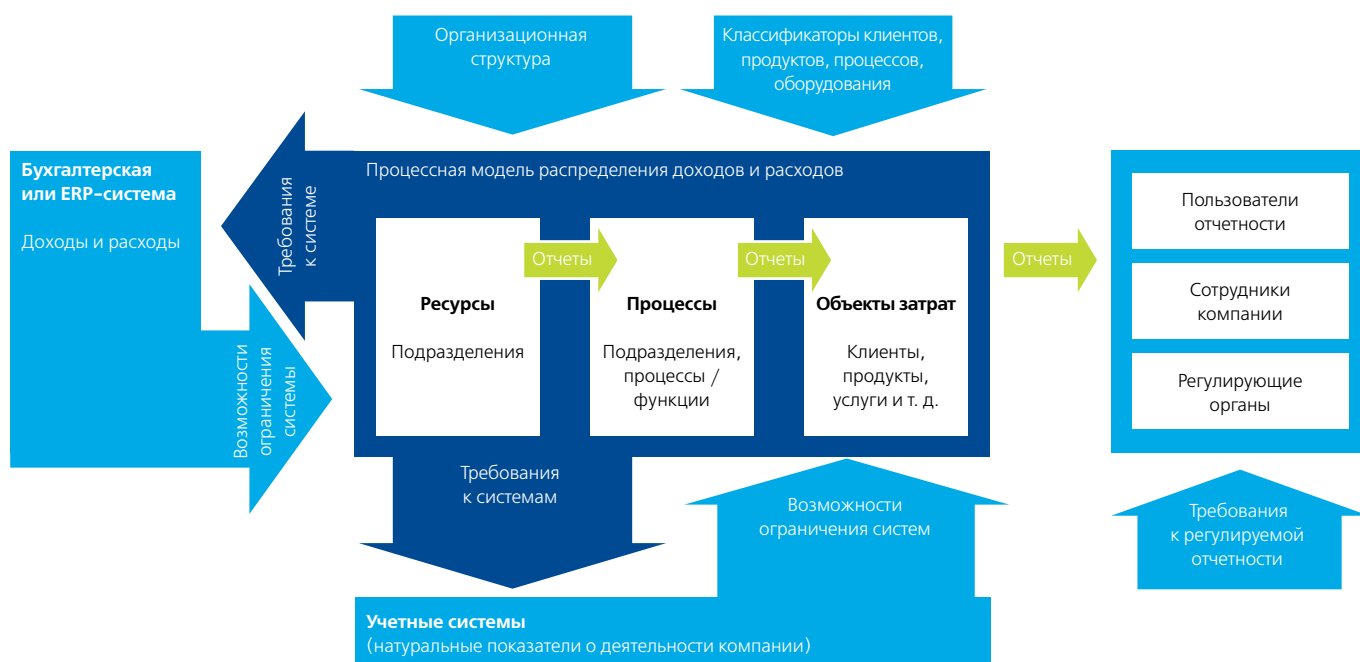 Организационная
структура
Классификаторы клиентов,
продуктов, процессов,
оборудования
Бухгалтерская
или ERP-система
Доходы и расходы
Требования
к системе
Возможности
ограничения
системы
Процессная модель распределения доходов и расходов
Ресурсы
Подразделения
Отчеты
Процессы
Подразделения,
процессы /
функции
Отчеты
Объекты затрат
Клиенты,
продукты,
услуги и т. д.
Отчеты
Пользователи
отчетности
Сотрудники
компании
Регулирующие
органы
Требования
к системам
Возможности
ограничения систем
Требования
к регулируемой
отчетности
Учетные системы
(натуральные показатели о деятельности компании)